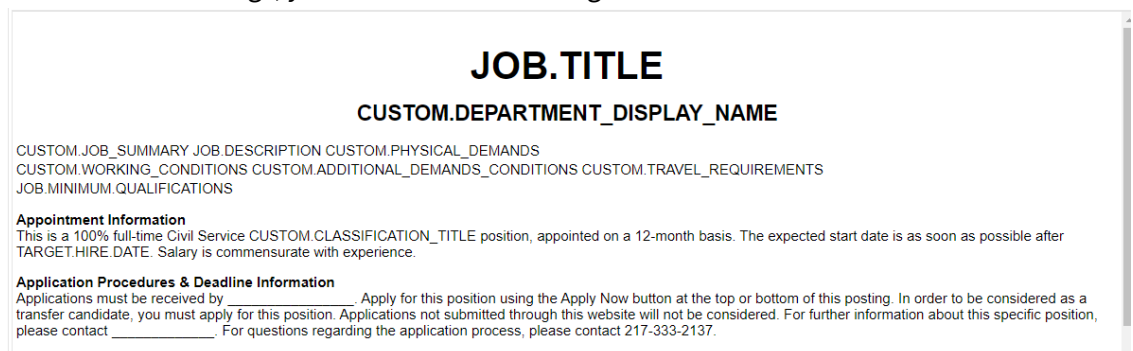 JOB.TITLE
CUSTOM.DEPARTMENT_DISPLAY_NAME
CUSTOM.JOB_SUMMARY JOB.DESCRIPTION CUSTOM.PHYSICAL_DEMANDS
CUSTOM.WORKING_CONDITIONS CUSTOM.ADDITIONAL_DEMANDS_CONDITIONS CUSTOM.TRAVEL_REQUIREMENTS
JOB.MINIMUM.QUALIFICATIONS
Appointment Information
This is a 100% full-time Civil Service CUSTOM.CLASSIFICATION_TITLE position, appointed on a 12-month basis. The expected start date is as soon as possible after
TARGET.HIRE.DATE. Salary is commensurate with experience.
Application Procedures & Deadline Information
Applications must be received by ________________. Apply for this position using the Apply Now button at the top or bottom of this posting. In order to be considered as a
transfer candidate, you must apply for this position. Applications not submitted through this website will not be considered. For further information about this specific position,
please contact _____________. For questions regarding the application process, please contact 217-333-2137.